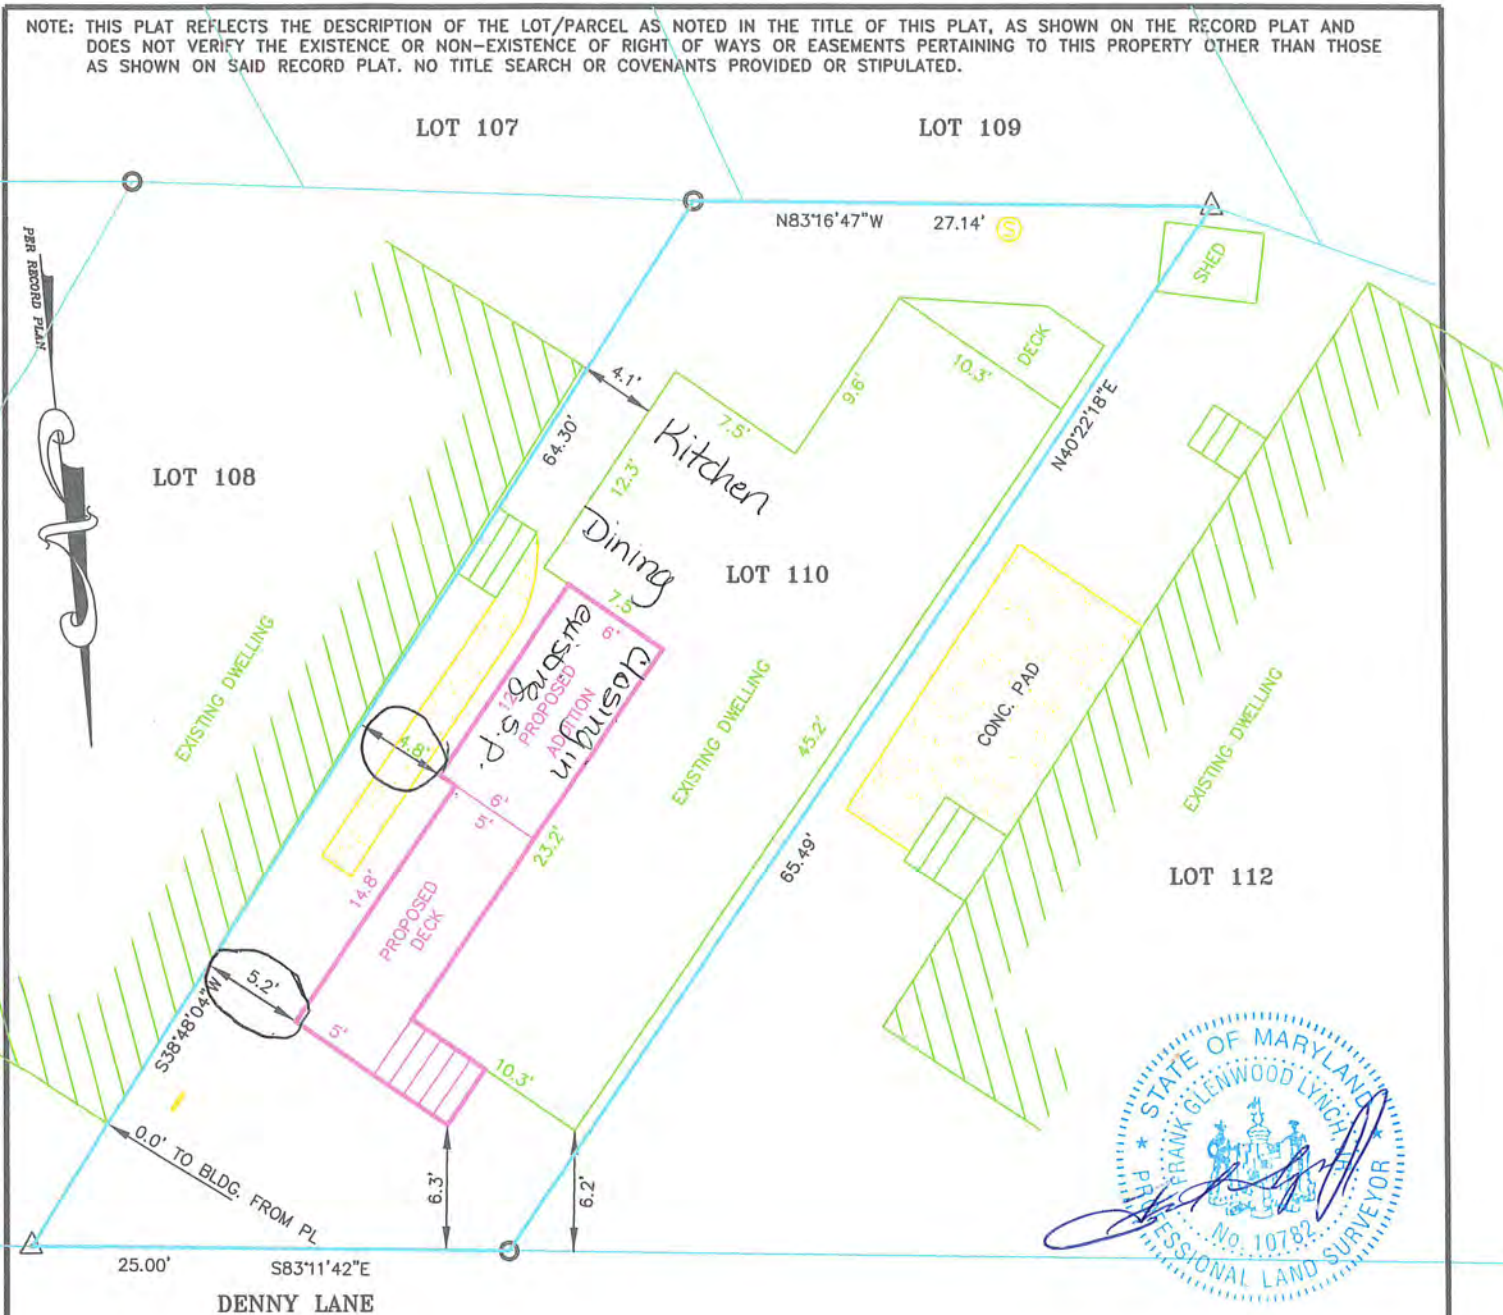 NOTE: THIS PLAT REFLECTS THE DESCRIPTION OF THE LOT/PARCEL AS NOTED IN THE TITLE OF THIS PLAT, AS SHOWN ON THE RECORD PLAT AND
DOES NOT VERIFY THE EXISTENCE OR NON-EXISTENCE OF RIGHT OF WAYS OR EASEMENTS PERTAINING TO THIS PROPERTY OTHER THAN THOSE
AS SHOWN ON SAID RECORD PLAT. NO TITLE SEARCH OR COVENANTS PROVIDED OR STIPULATED.
LOT 107
LOT 109
N83°16'47"W
27.14'
S
SHED
PER RECORD PLAN
DECK
10.3'
9.6'
4.1'
7.5'
64.30'
12.3'
Kitchen
N40°22'18"E
LOT 108
Dining
LOT 110
7.5'
6'
existing
s.p.
Closing in
PROPOSED
ADDITION
EXISTING DWELLING
EXISTING DWELLING
CONC. PAD
EXISTING DWELLING
4.8'
45.2'
6'
5'
23.2'
65.49'
14.8'
PROPOSED
DECK
LOT 112
5.2'
S38°48'04"W
5'
10.3'
0.0' TO BLDG. FROM PL
6.3'
6.2'
25.00'
S83°11'42"E
DENNY LANE
STATE OF MARYLAND
FRANK GLENWOOD LYNCH, III
No. 10782
PROFESSIONAL LAND SURVEYOR